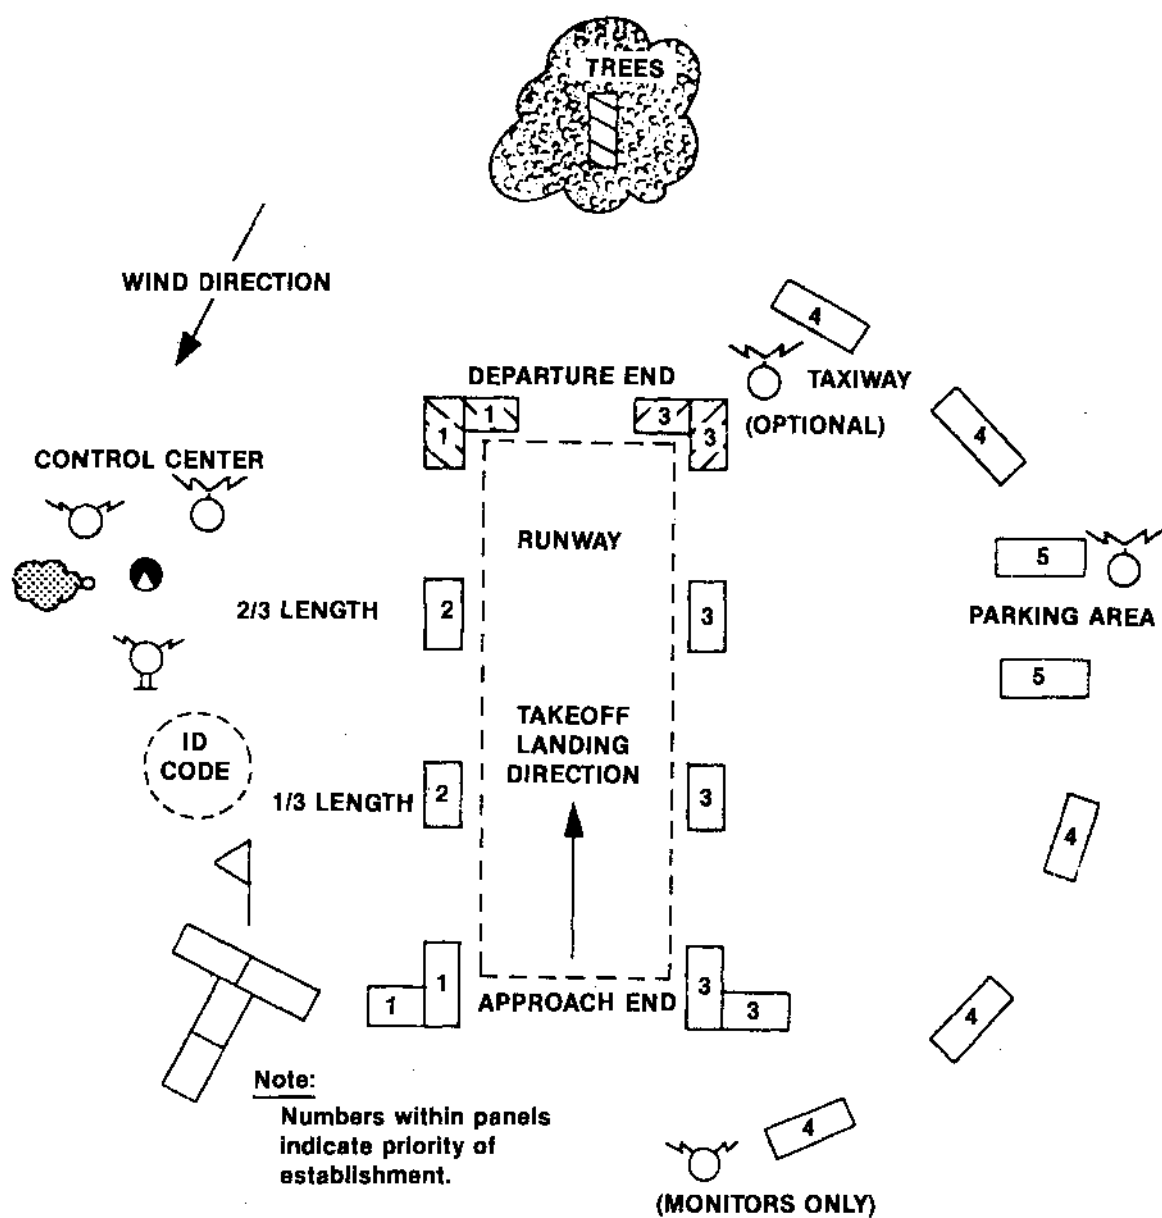 TREES
WIND DIRECTION
4
DEPARTURE END
TAXIWAY
(OPTIONAL)
1
1
3
3
4
CONTROL CENTER
RUNWAY
5
PARKING AREA
2/3 LENGTH
2
3
5
ID
CODE
TAKEOFF
LANDING
DIRECTION
1/3 LENGTH
2
3
4
1
1
APPROACH END
3
3
4
Note:
Numbers within panels
indicate priority of
establishment.
4
(MONITORS ONLY)